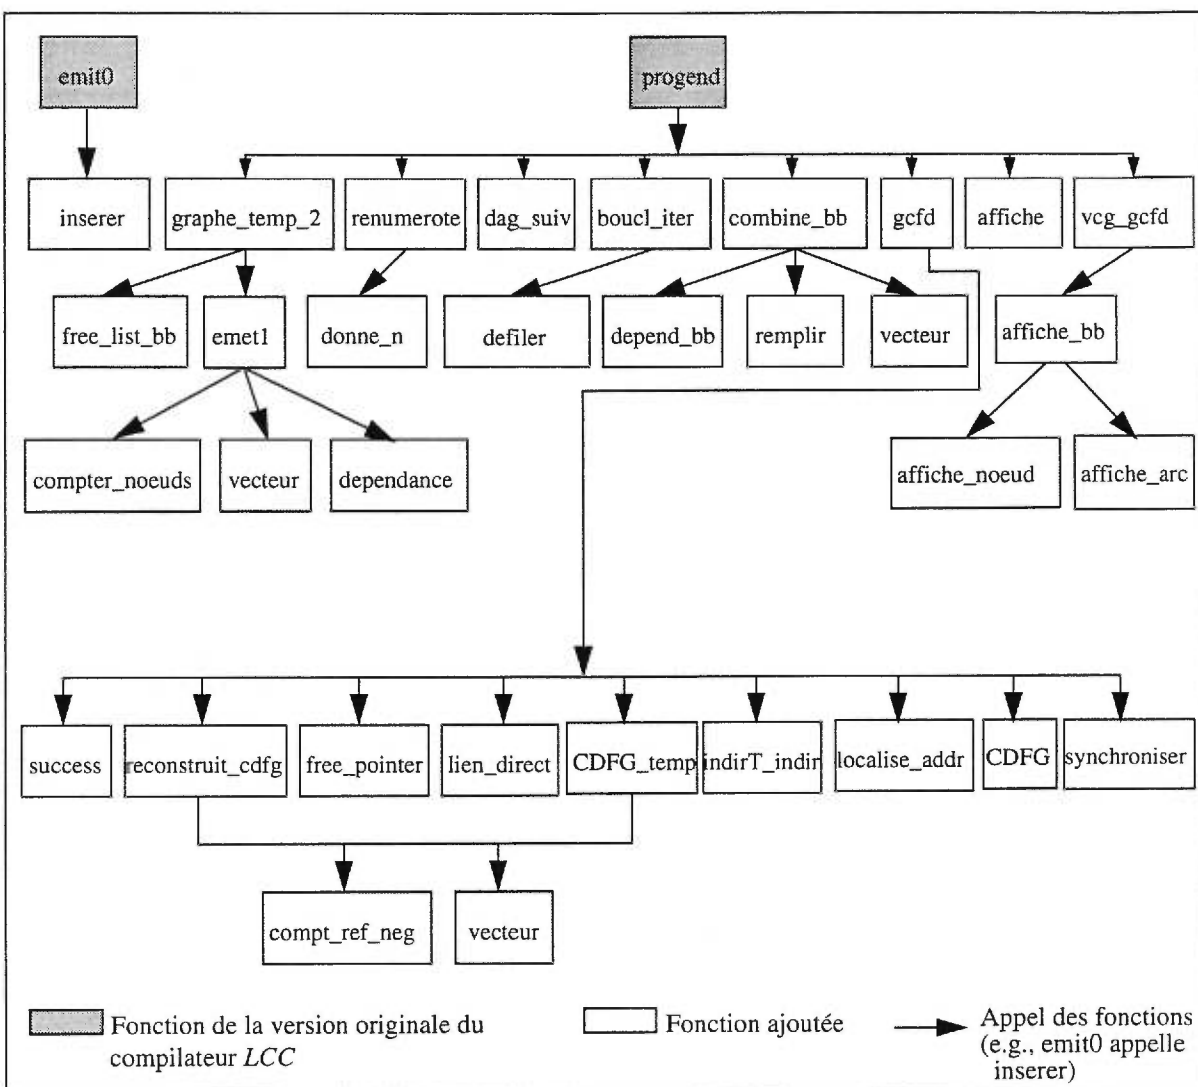 emit0
progend
inserer
graphe_temp_2
renumerote
dag_suiv
boucl_iter
combine_bb
gcfd
affiche
vcg_gcfd
free_list_bb
emet1
donne_n
defiler
depend_bb
remplir
vecteur
affiche_bb
compter_noeuds
vecteur
dependance
affiche_noeud
affiche_arc
success
reconstruit_cdfg
free_pointer
lien_direct
CDFG_temp
indirT_indir
localise_addr
CDFG
synchroniser
compt_ref_neg
vecteur
Fonction de la version originale du
compilateur LCC
Fonction ajoutée
Appel des fonctions
(e.g., emit0 appelle
inserer)